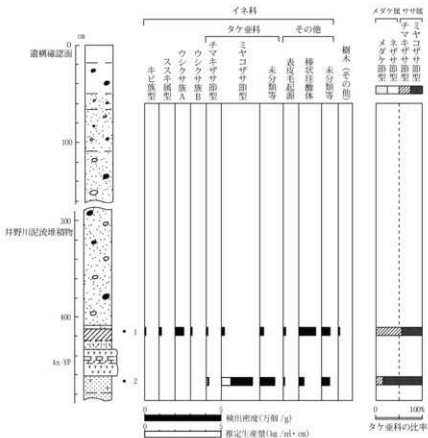 イネ科
タケ亜科
その他
キビ族型
ススキ属型
ウシクサ族A
ウシクサ族B
チマキザサ節型
ミヤコザサ節型
未分類等
表皮毛起源
棒状珪酸体
未分類等
樹木(その他)
メダケ属
ササ属
メダケ節型
ネザサ節型
チマキザサ節型
ミヤコザサ節型
cm
0
遺構確認面
100
300
井野川泥流堆積物
400
1
As-YP
2
0
5
検出密度(万個/g)
0
5
推定生産量(kg/㎡・cm)
0
100%
タケ亜科の比率